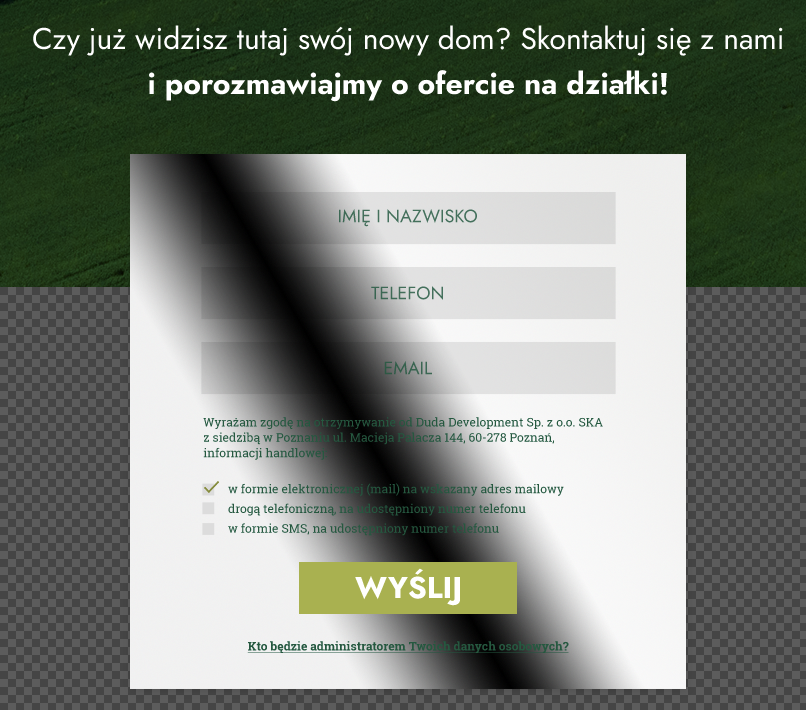 Czy już widzisz tutaj swój nowy dom? Skontaktuj się z nami
i porozmawiajmy o ofercie na działki!
IMIĘ I NAZWISKO
TELEFON
EMAIL
Wyrażam zgodę na otrzymywanie od Duda Development Sp. z o.o. SKA
z siedzibą w Poznaniu ul. Macieja Palacza 144, 60-278 Poznań,
informacji handlowej
w formie elektronicznej (mail) na wskazany adres mailowy
drogą telefoniczną, na udostępniony numer telefonu
w formie SMS, na udostępniony numer telefonu
WYŚLIJ
Kto będzie administratorem Twoich danych osobowych?